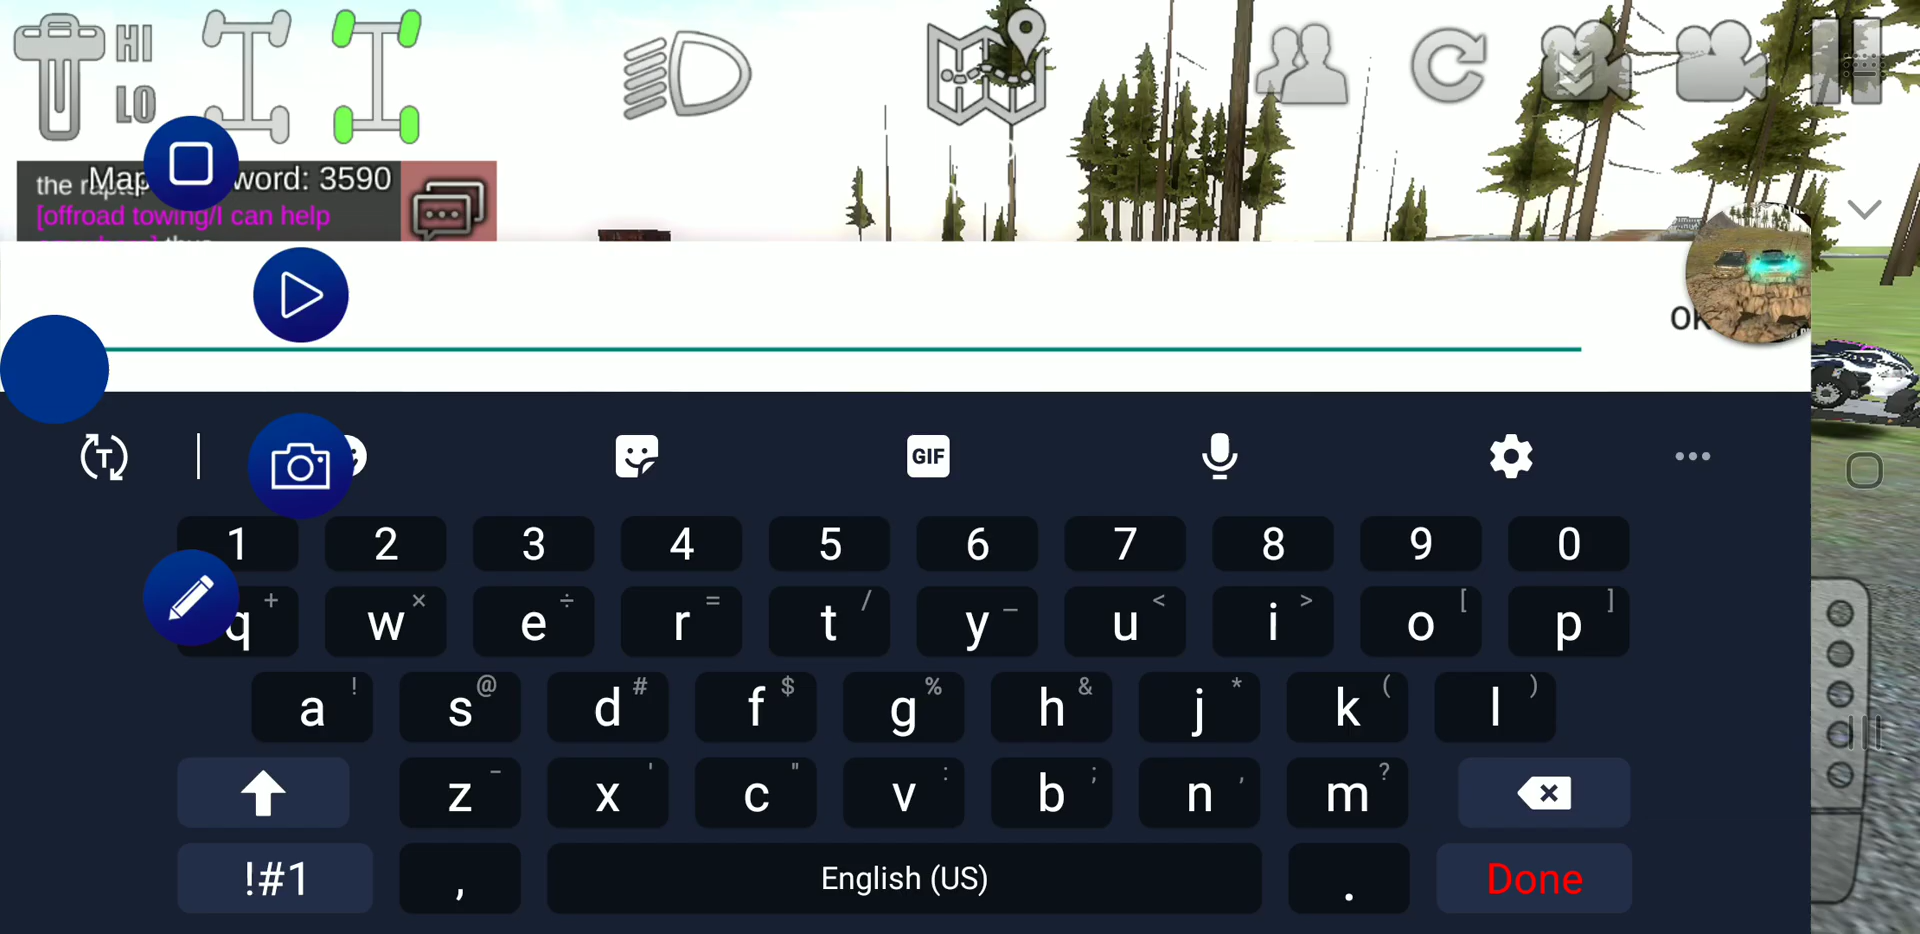 HI
LO
Map word: 3590
the
[offroad towing/I can help
OK
GIF
1 2 3 4 5 6 7 8 9 0
q + w × e ÷ r = t / y _ u < i > o [ p ]
a ! s @ d # f $ g % h & j * k ( l )
z - x ' c " v : b ; n , m ?
!#1 , English (US) . Done